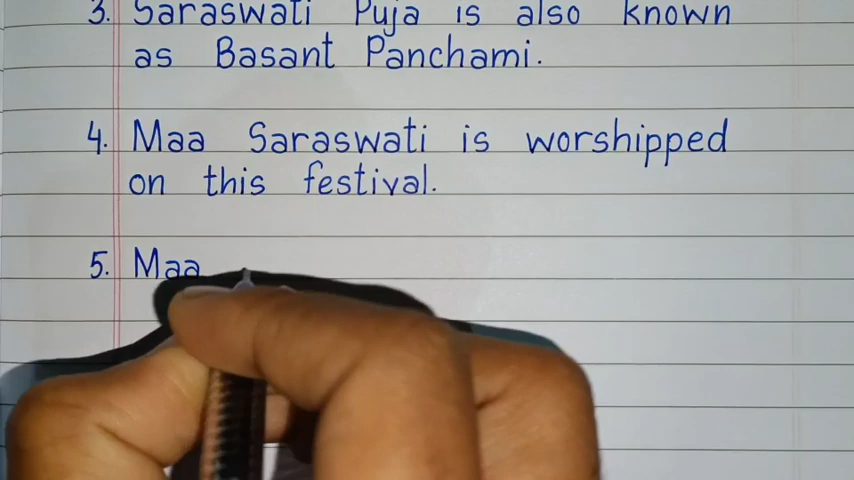 3. Saraswati Puja is also known
as Basant Panchami.
4. Maa Saraswati is worshipped
on this festival.
5. Maa